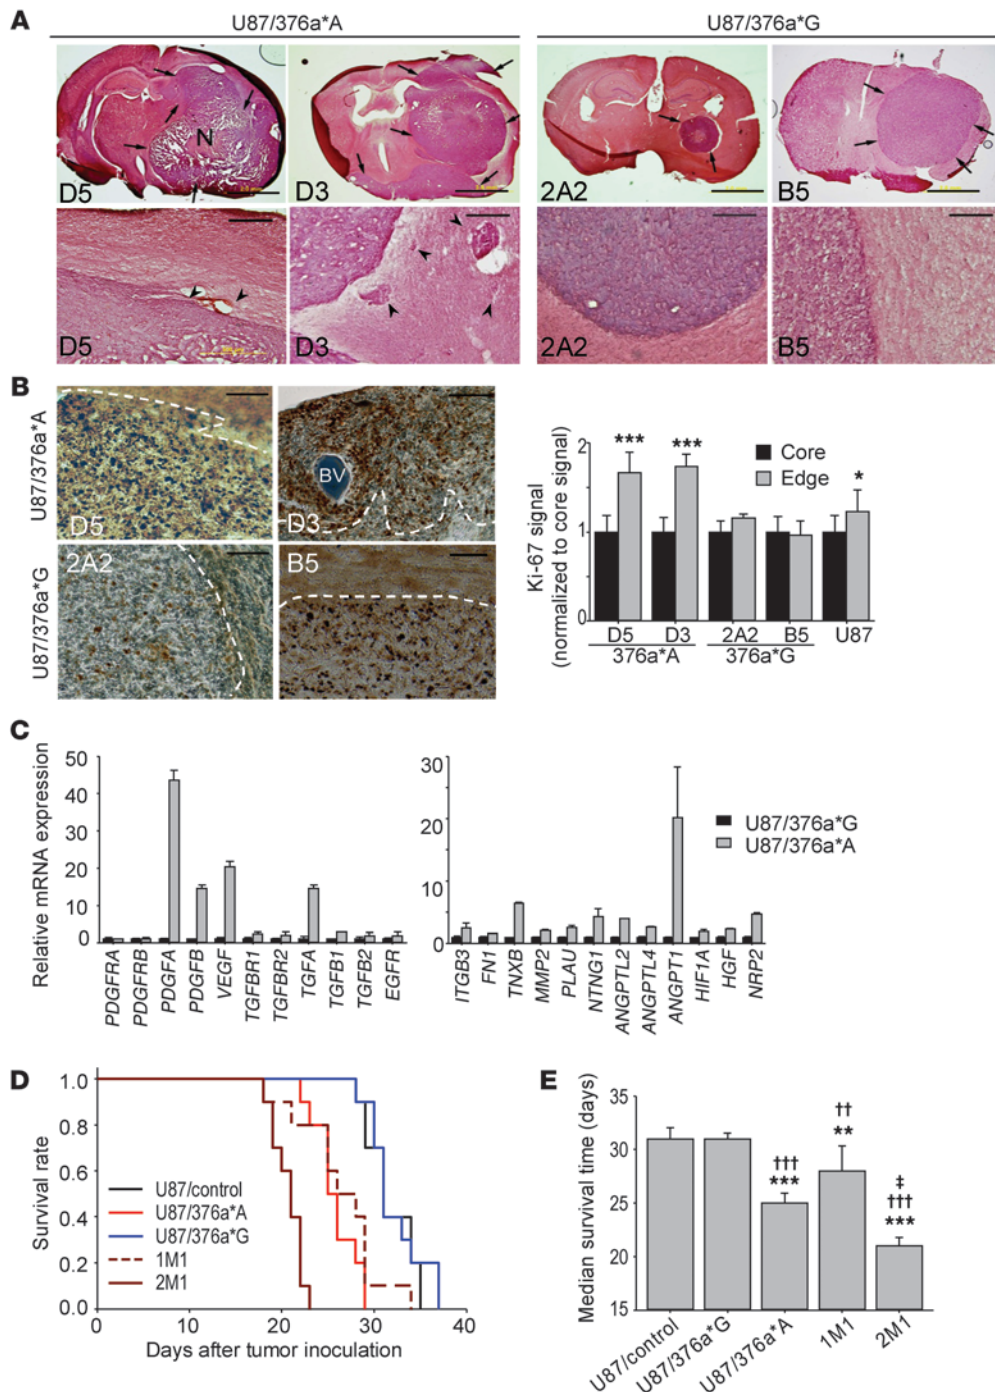 A
U87/376a*A
U87/376a*G
N
D5
D3
2A2
B5
D5
D3
2A2
B5
B
U87/376a*A
U87/376a*G
D5
BV
D3
2A2
B5
Ki-67 signal
(normalized to core signal)
2
1
0
***
***
*
Core
Edge
D5
D3
2A2
B5
U87
376a*A
376a*G
C
Relative mRNA expression
50
40
30
20
10
0
PDGFRA
PDGFRB
PDGFA
PDGFB
VEGF
TGFBR1
TGFBR2
TGFA
TGFB1
TGFB2
EGFR
30
20
10
0
ITGB3
FN1
TNXB
MMP2
PLAU
NTNG1
ANGPTL2
ANGPTL4
ANGPT1
HIF1A
HGF
NRP2
U87/376a*G
U87/376a*A
D
Survival rate
1.0
0.8
0.6
0.4
0.2
0.0
U87/control
U87/376a*A
U87/376a*G
1M1
2M1
0
20
30
40
Days after tumor inoculation
E
Median survival time (days)
35
30
25
20
15
†††
***
††
**
‡
†††
***
U87/control
U87/376a*G
U87/376a*A
1M1
2M1